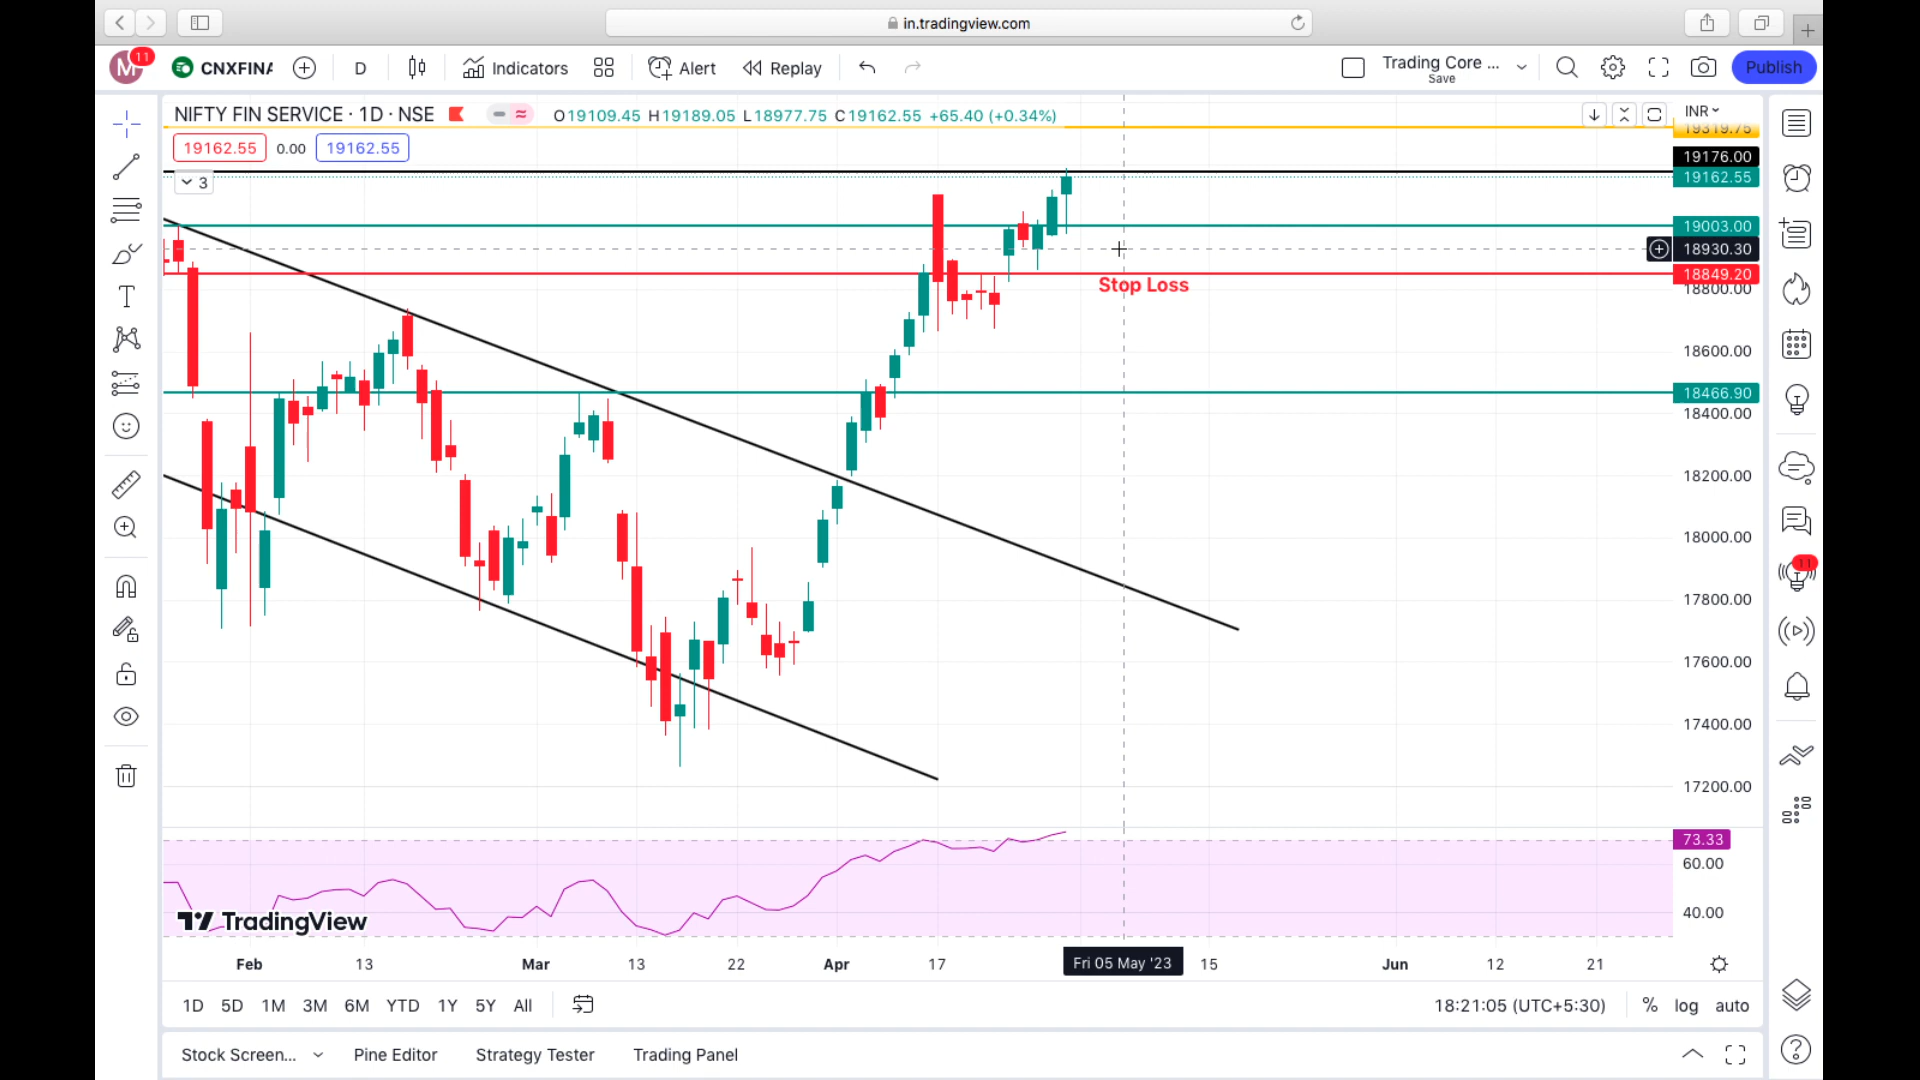 in.tradingview.com
M
11
CNXFINA
D
Indicators
Alert
Replay
Trading Core ...
Save
Publish
NIFTY FIN SERVICE · 1D · NSE
O19109.45 H19189.05 L18977.75 C19162.55 +65.40 (+0.34%)
INR
19162.55
0.00
19162.55
3
19319.75
19176.00
19162.55
19003.00
18930.30
18849.20
18800.00
18600.00
18466.90
18400.00
18200.00
18000.00
17800.00
17600.00
17400.00
17200.00
Stop Loss
73.33
60.00
40.00
TradingView
Feb
13
Mar
13
22
Apr
17
Fri 05 May '23
15
Jun
12
21
1D
5D
1M
3M
6M
YTD
1Y
5Y
All
18:21:05 (UTC+5:30)
%
log
auto
Stock Screen...
Pine Editor
Strategy Tester
Trading Panel
11